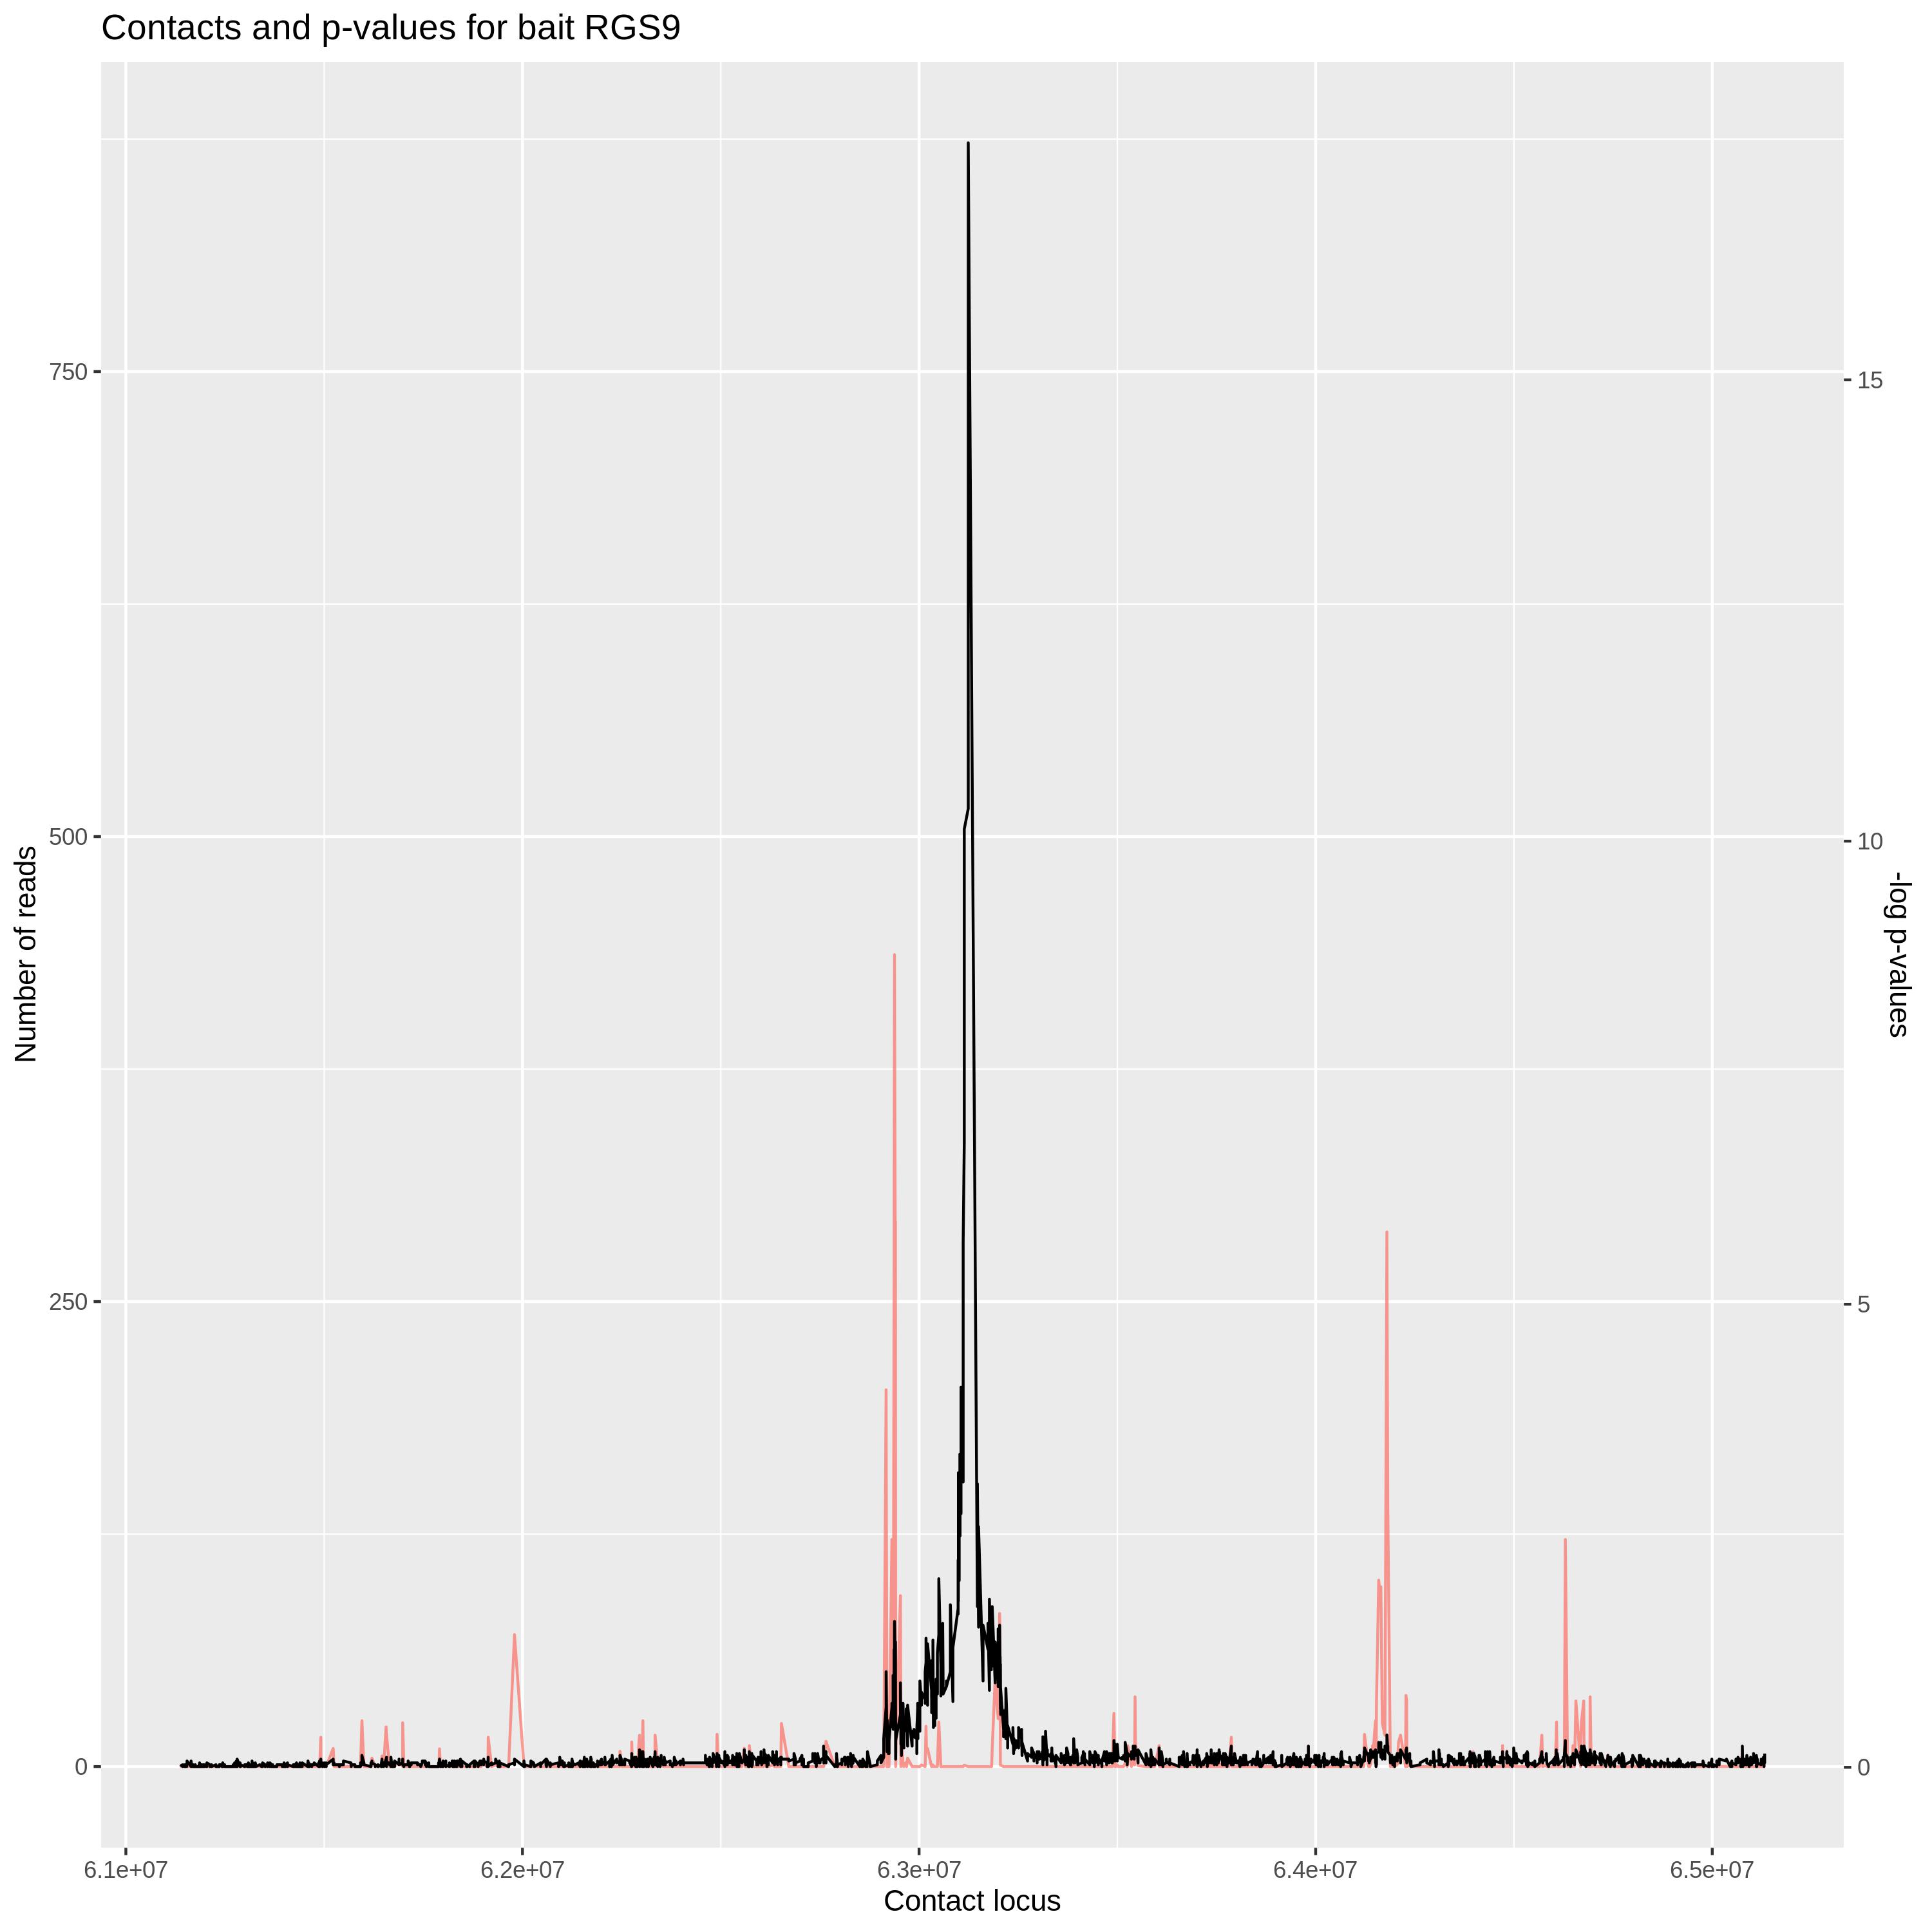 Contacts and p-values for bait RGS9
Number of reads
750
500
250
0
15
10
5
0
-log p-values
6.1e+07 6.2e+07 6.3e+07 6.4e+07 6.5e+07
Contact locus